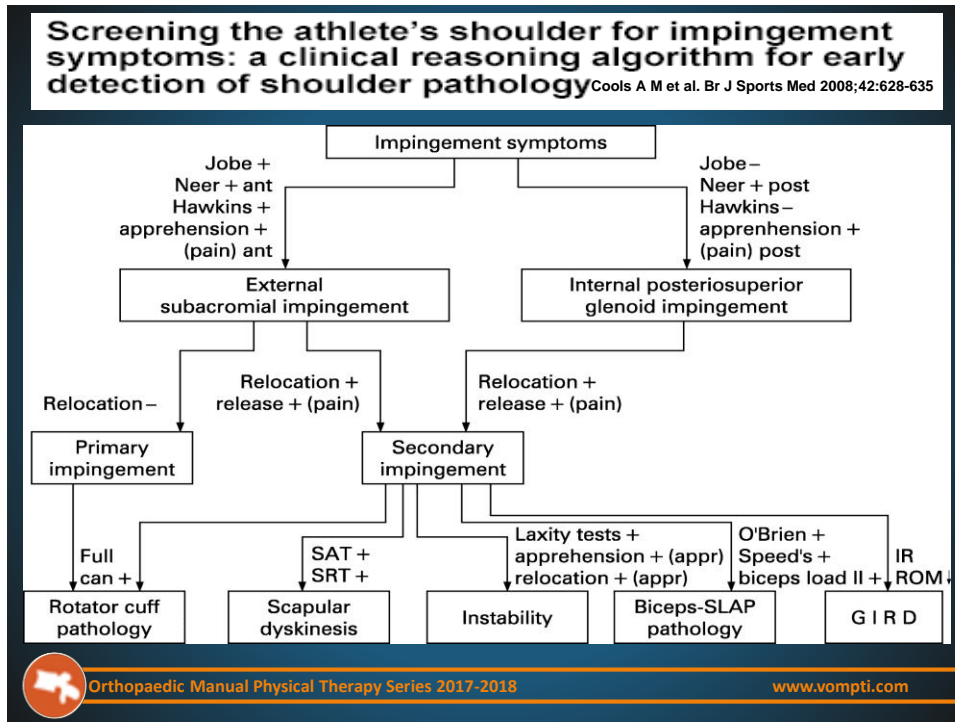 Screening the athlete's shoulder for impingement
symptoms: a clinical reasoning algorithm for early
detection of shoulder pathology Cools A M et al. Br J Sports Med 2008;42:628-635
Impingement symptoms
Jobe +
Neer + ant
Hawkins +
apprehension +
(pain) ant
Jobe –
Neer + post
Hawkins –
apprenhension +
(pain) post
External
subacromial impingement
Internal posteriosuperior
glenoid impingement
Relocation –
Relocation +
release + (pain)
Relocation +
release + (pain)
Primary
impingement
Secondary
impingement
Full
can +
SAT +
SRT +
Laxity tests +
apprehension + (appr)
relocation + (appr)
O'Brien +
Speed's +
biceps load II +
IR
ROM ↓
Rotator cuff
pathology
Scapular
dyskinesis
Instability
Biceps-SLAP
pathology
G I R D
Orthopaedic Manual Physical Therapy Series 2017-2018
www.vompti.com